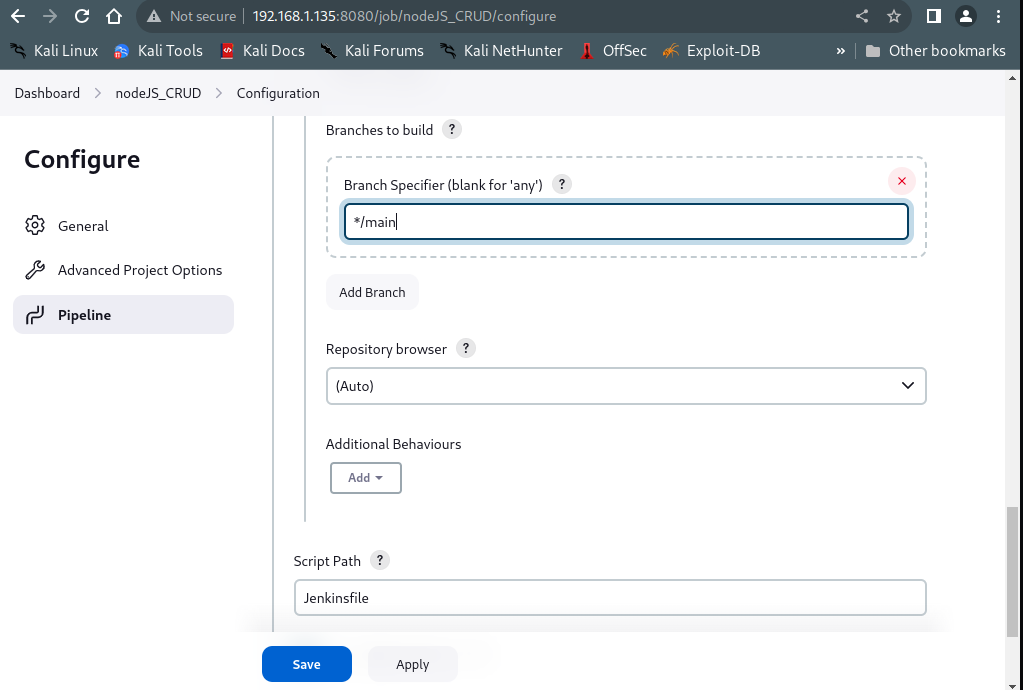 Not secure 192.168.1.135:8080/job/nodeJS_CRUD/configure
Kali Linux Kali Tools Kali Docs Kali Forums Kali NetHunter OffSec Exploit-DB » Other bookmarks
Dashboard > nodeJS_CRUD > Configuration
Configure
General
Advanced Project Options
Pipeline
Branches to build ?
Branch Specifier (blank for 'any') ?
*/main
Add Branch
Repository browser ?
(Auto)
Additional Behaviours
Add
Script Path ?
Jenkinsfile
Save Apply